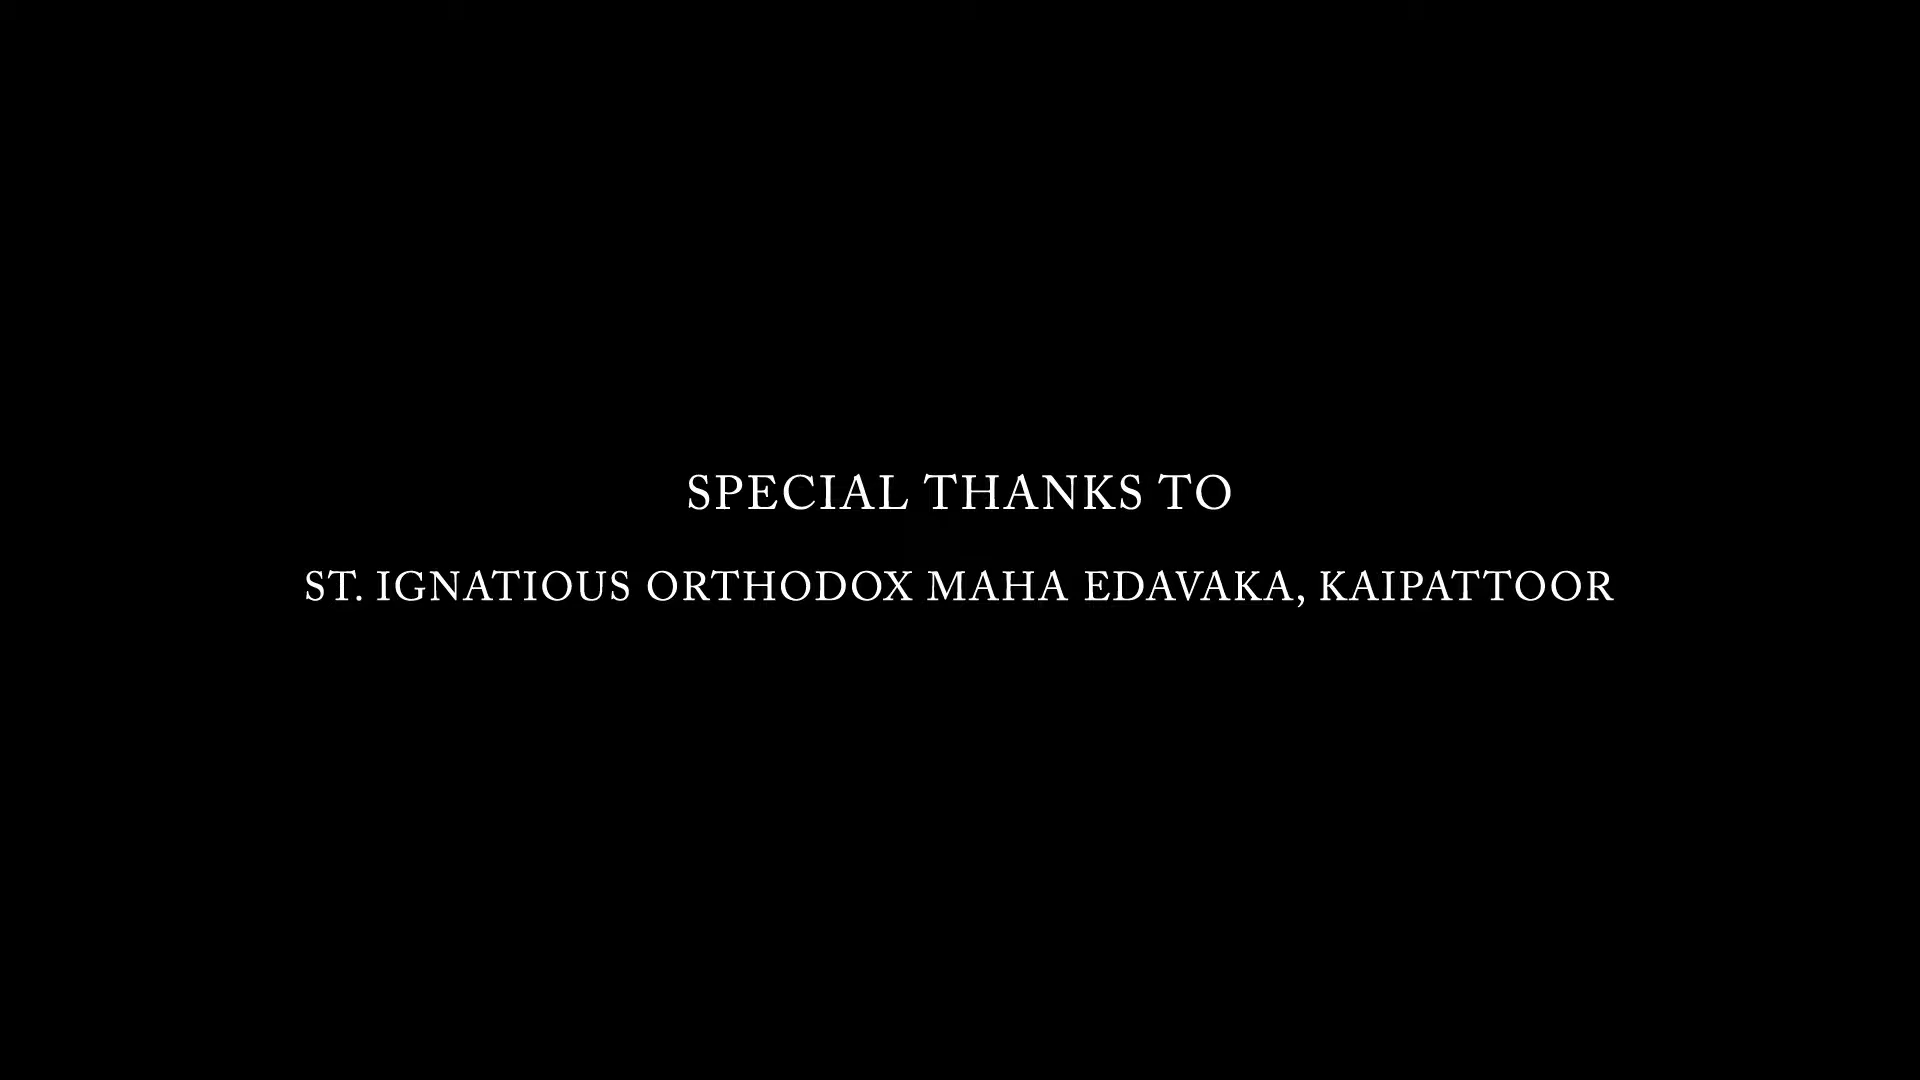 SPECIAL THANKS TO
ST. IGNATIOUS ORTHODOX MAHA EDAVAKA, KAIPATTOOR